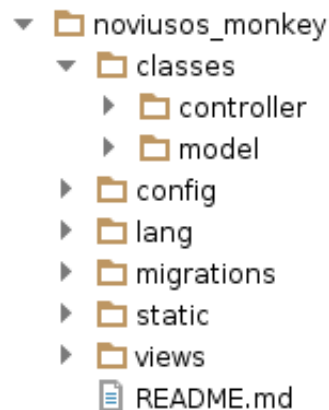 noviusos_monkey
classes
controller
model
config
lang
migrations
static
views
README.md